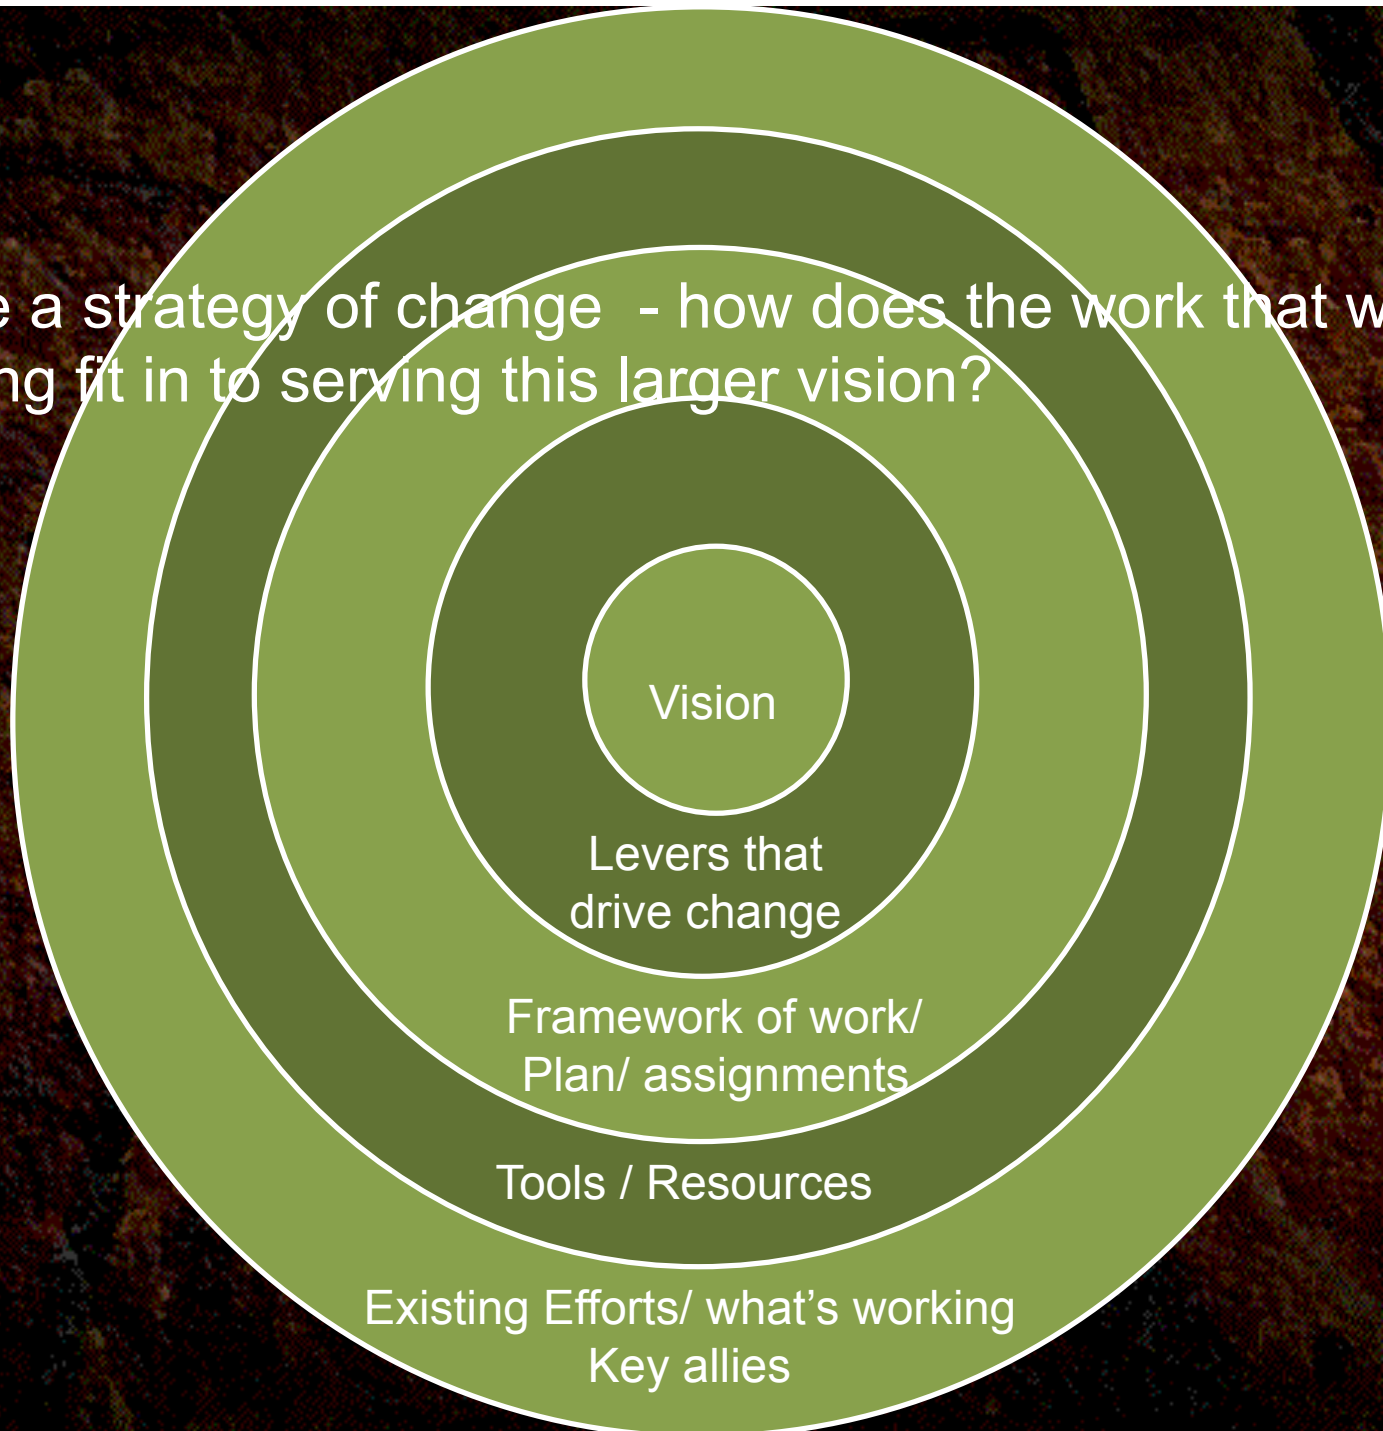 e a strategy of change  - how does the work that w
ng fit in to serving this larger vision?
Vision
Levers that
drive change
Framework of work/
Plan/ assignments
Tools / Resources
Existing Efforts/ what’s working
Key allies